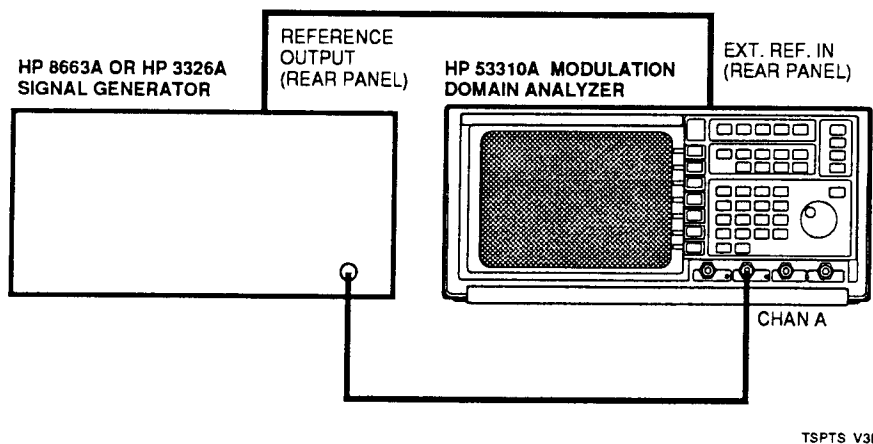 REFERENCE
OUTPUT
(REAR PANEL)
EXT. REF. IN
(REAR PANEL)
HP 8663A OR HP 3326A
SIGNAL GENERATOR
HP 53310A MODULATION
DOMAIN ANALYZER
CHAN A
TSPTS V3I